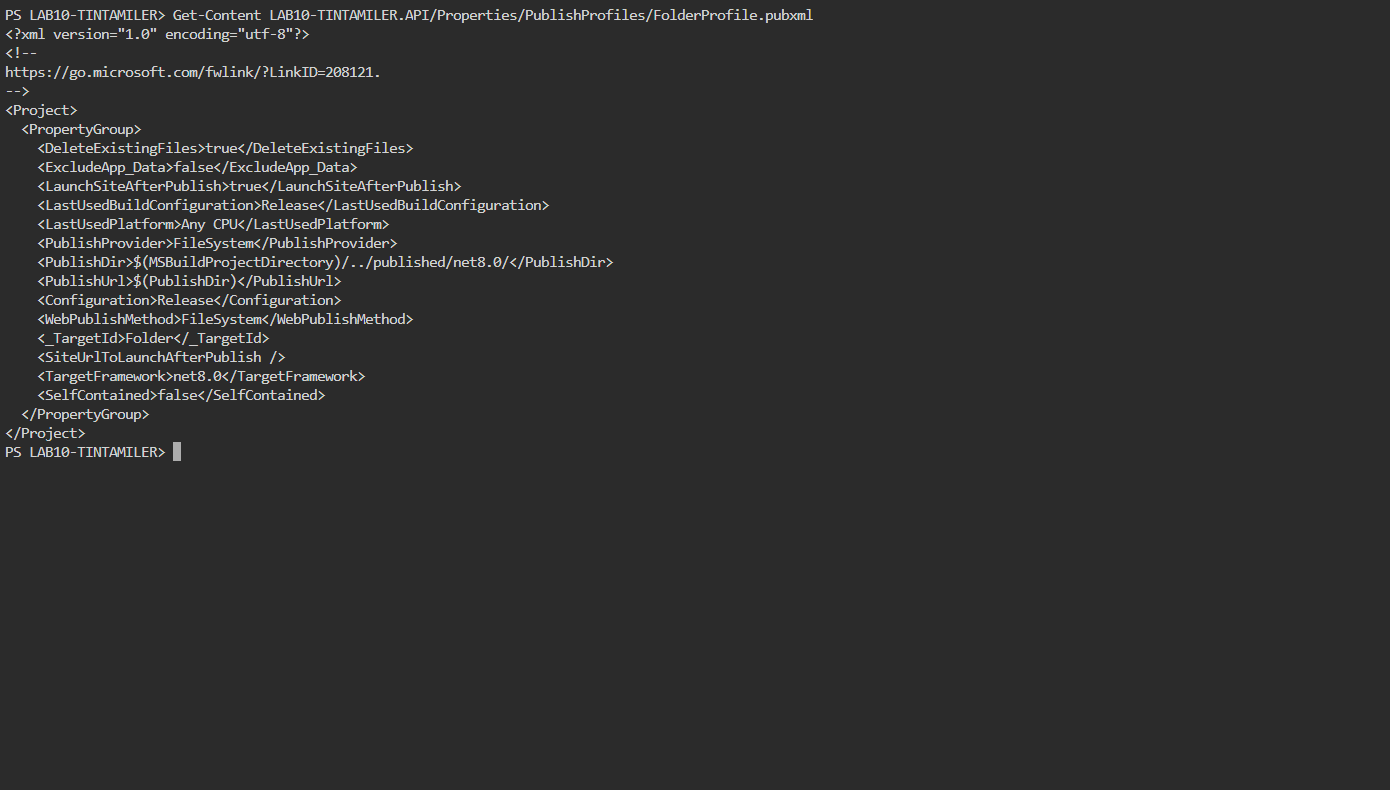 PS LAB10-TINTAMILER> Get-Content LAB10-TINTAMILER.API/Properties/PublishProfiles/FolderProfile.pubxml
<?xml version="1.0" encoding="utf-8"?>
<!--
https://go.microsoft.com/fwlink/?LinkID=208121.
-->
<Project>
  <PropertyGroup>
    <DeleteExistingFiles>true</DeleteExistingFiles>
    <ExcludeApp_Data>false</ExcludeApp_Data>
    <LaunchSiteAfterPublish>true</LaunchSiteAfterPublish>
    <LastUsedBuildConfiguration>Release</LastUsedBuildConfiguration>
    <LastUsedPlatform>Any CPU</LastUsedPlatform>
    <PublishProvider>FileSystem</PublishProvider>
    <PublishDir>$(MSBuildProjectDirectory)/../published/net8.0/</PublishDir>
    <PublishUrl>$(PublishDir)</PublishUrl>
    <Configuration>Release</Configuration>
    <WebPublishMethod>FileSystem</WebPublishMethod>
    <_TargetId>Folder</_TargetId>
    <SiteUrlToLaunchAfterPublish />
    <TargetFramework>net8.0</TargetFramework>
    <SelfContained>false</SelfContained>
  </PropertyGroup>
</Project>
PS LAB10-TINTAMILER>